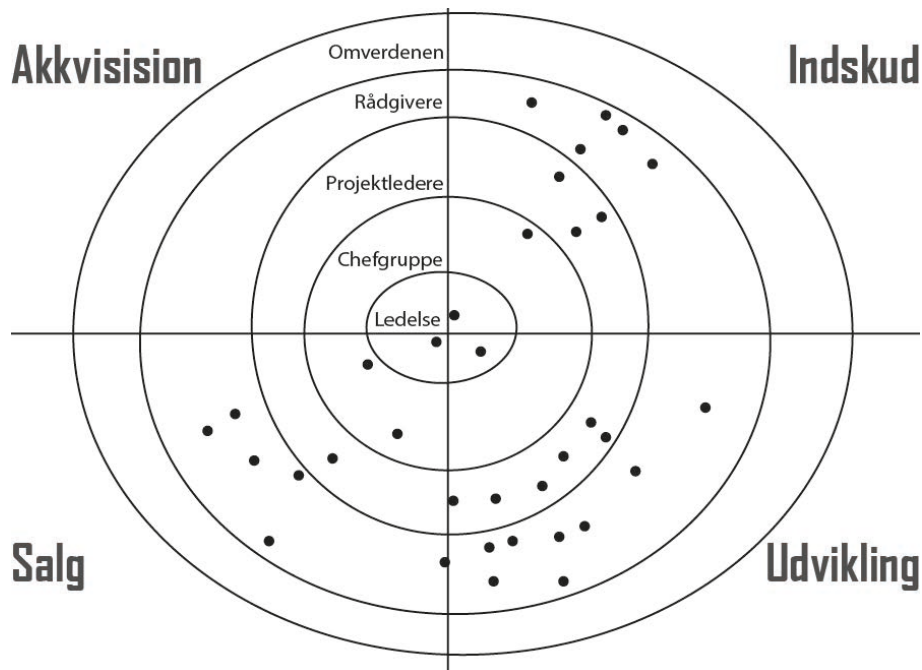 Akkvisision
Indskud
Omverdenen
Rådgivere
Projektledere
Chefgruppe
Ledelse
Salg
Udvikling